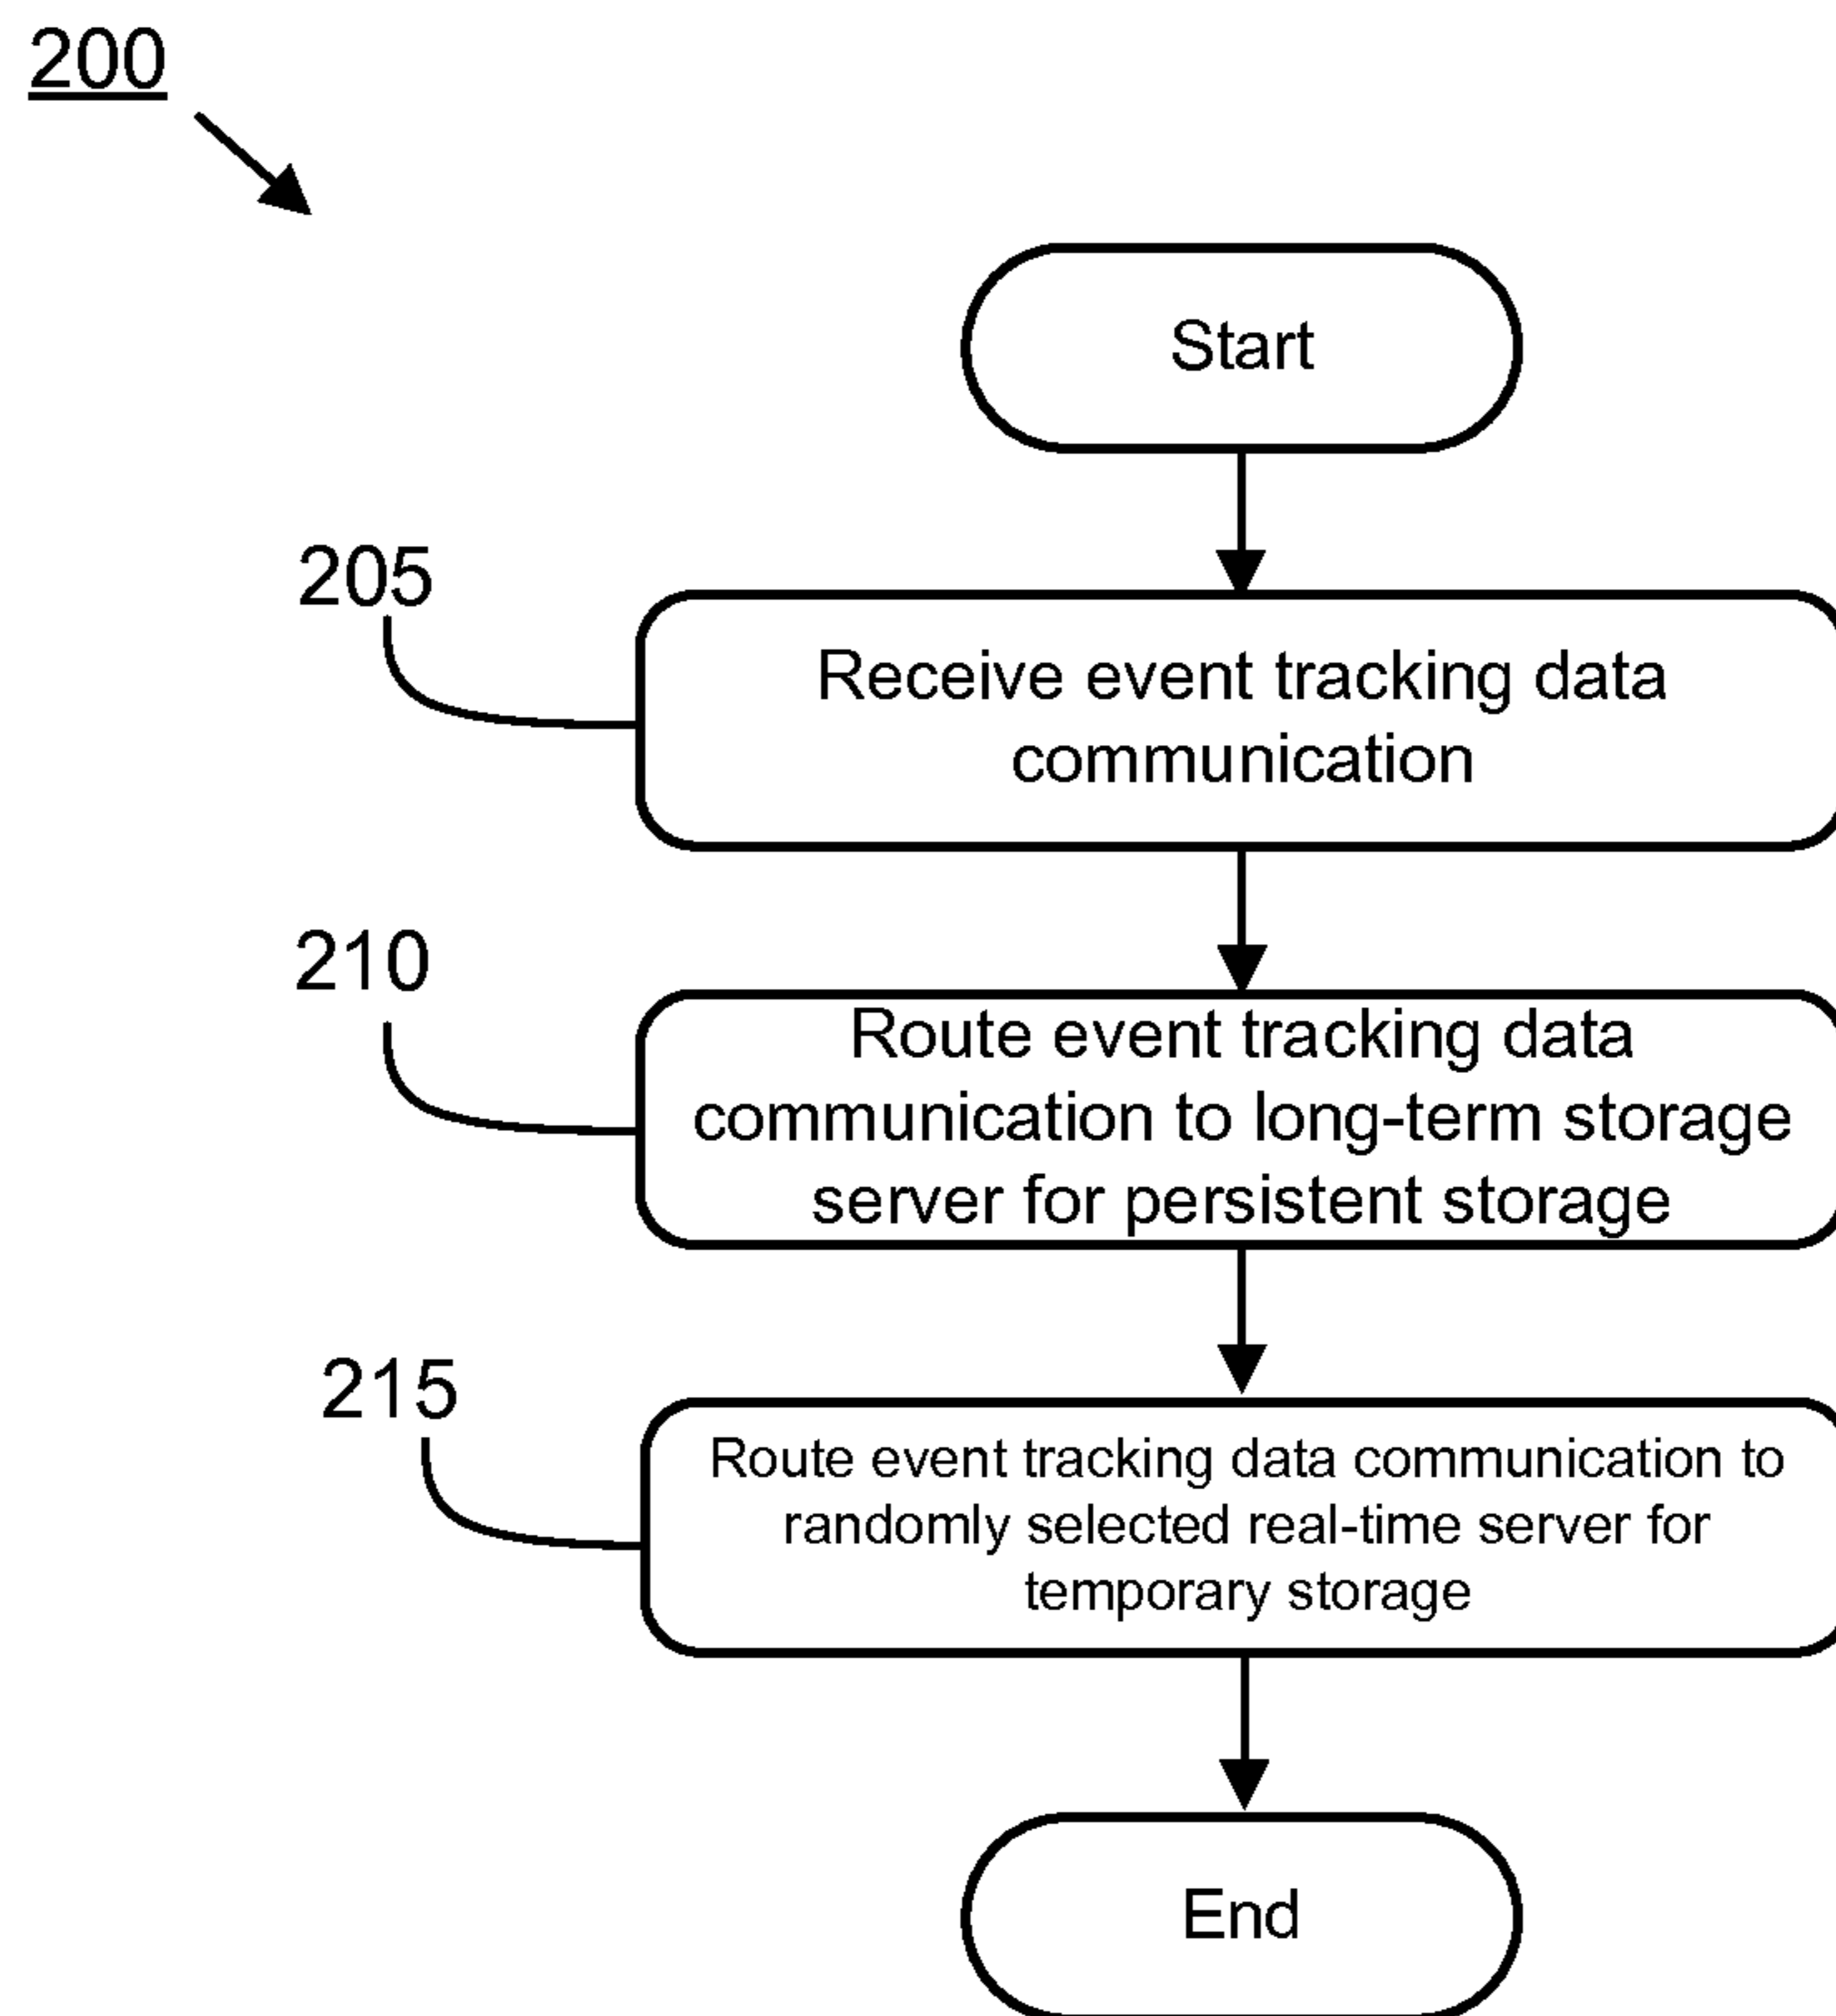 200
Start
205
Receive event tracking data
communication
210
Route event tracking data
communication to long-term storage
server for persistent storage
215
Route event tracking data communication to
randomly selected real-time server for
temporary storage
End